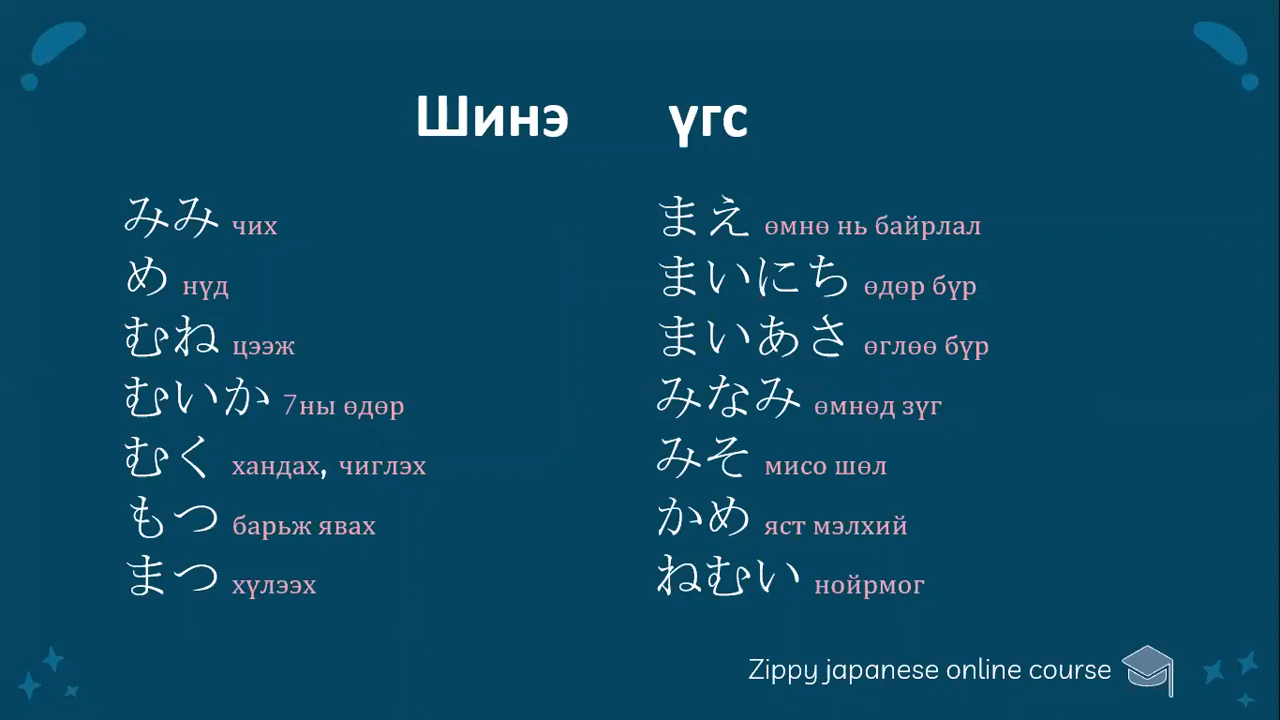 Шинэ үгс
みみ чих
め нүд
むね цээж
むいか 7ны өдөр
むく хандах, чиглэх
もつ барьж явах
まつ хүлээх
まえ өмнө нь байрлал
まいにち өдөр бүр
まいあさ өглөө бүр
みなみ өмнөд зүг
みそ мисо шөл
かめ яст мэлхий
ねむい нойрмог
Zippy japanese online course